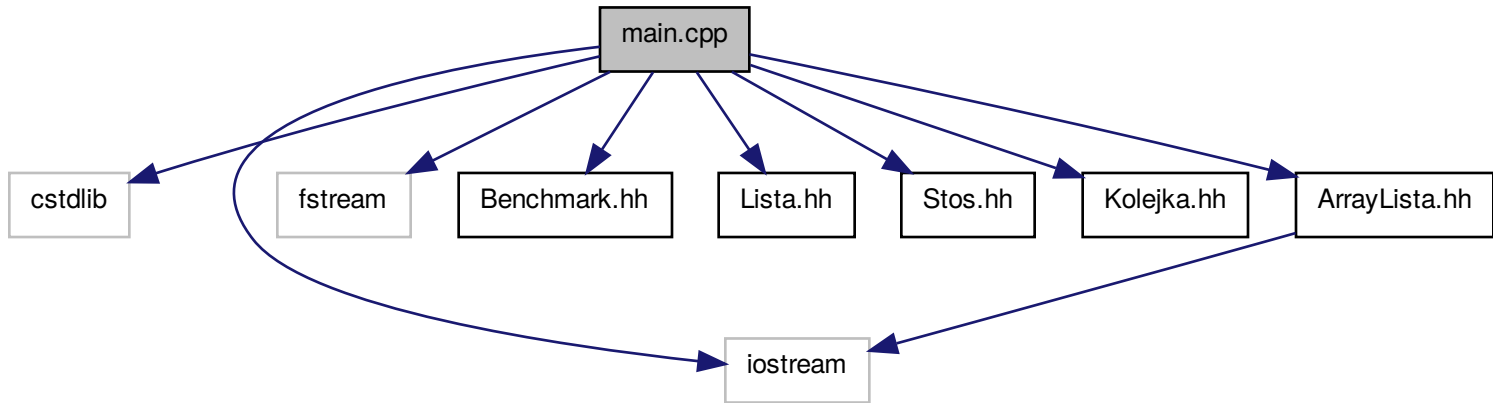 main.cpp
cstdlib
fstream
Benchmark.hh
Lista.hh
Stos.hh
Kolejka.hh
ArrayLista.hh
iostream